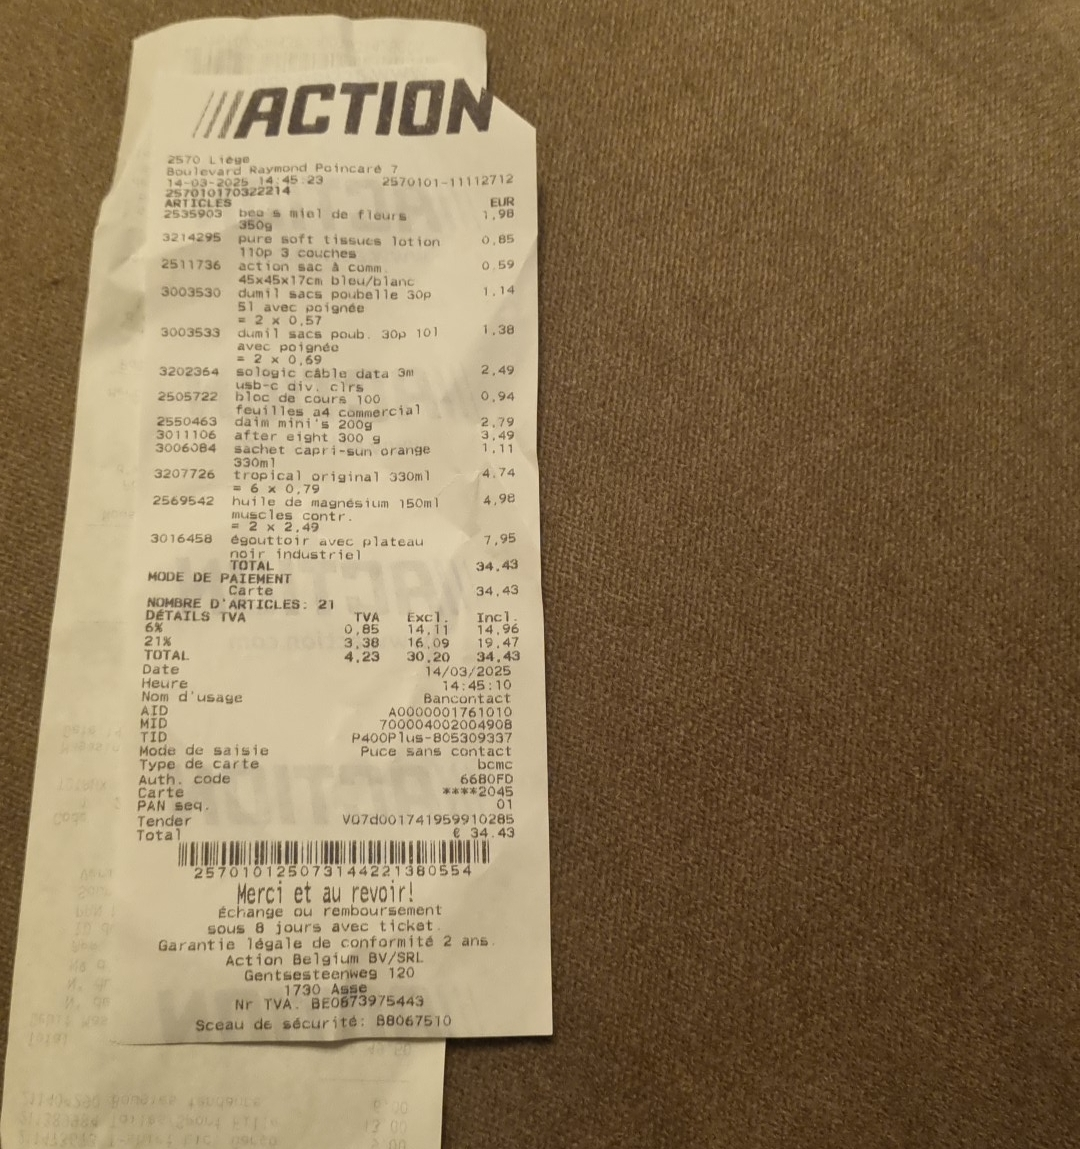 ACTION
2570 Liège
Boulevard Raymond Poincaré 7
14-03-2025 14:45:23 2570101-11112712
257010170322214
ARTICLES EUR
2535903 bee s miel de fleurs 1,98
350g
3214295 pure soft tissues lotion 0,85
110p 3 couches
2511736 action sac à comm. 0.59
45x45x17cm bleu/blanc
3003530 dumil sacs poubelle 30p 1,14
5l avec poignée
= 2 x 0,57
3003533 dumil sacs poub. 30p 10l 1,38
avec poignée
= 2 x 0,69
3202364 sologic câble data 3m 2,49
usb-c div. clrs
2505722 bloc de cours 100 0,94
feuilles a4 commercial
2550463 daim mini's 200g 2,79
3011106 after eight 300 g 3,49
3006084 sachet capri-sun orange 1,11
330ml
3207726 tropical original 330ml 4,74
= 6 x 0,79
2569542 huile de magnésium 150ml 4,98
muscles contr.
= 2 x 2,49
3016458 égouttoir avec plateau 7,95
noir industriel
TOTAL 34,43
MODE DE PAIEMENT
Carte 34,43
NOMBRE D'ARTICLES: 21
DÉTAILS TVA TVA Excl. Incl.
6% 0,85 14,11 14,96
21% 3,38 16,09 19,47
TOTAL 4,23 30,20 34,43
Date 14/03/2025
Heure 14:45:10
Nom d'usage Bancontact
AID A0000001761010
MID 700004002004908
TID P400Plus-805309337
Mode de saisie Puce sans contact
Type de carte bcmc
Auth. code 6680FD
Carte ****2045
PAN seq. 01
Tender V07d001741959910285
Total € 34.43
257010125073144221380554
Merci et au revoir!
Échange ou remboursement
sous 8 jours avec ticket.
Garantie légale de conformité 2 ans.
Action Belgium BV/SRL
Gentsesteenweg 120
1730 Asse
Nr TVA: BE0673975443
Sceau de sécurité: B8067510